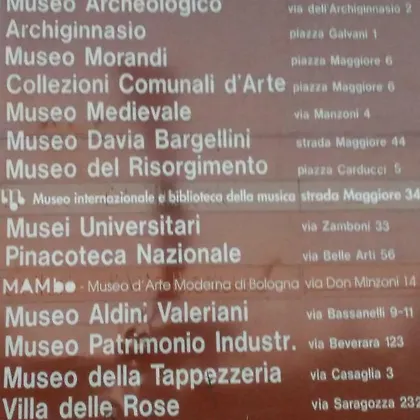 Museo Archeologico via dell'Archiginnasio 2
Archiginnasio piazza Galvani 1
Museo Morandi piazza Maggiore 6
Collezioni Comunali d'Arte piazza Maggiore 6
Museo Medievale via Manzoni 4
Museo Davia Bargellini strada Maggiore 44
Museo del Risorgimento piazza Carducci 5
Museo internazionale e biblioteca della musica strada Maggiore 34
Musei Universitari via Zamboni 33
Pinacoteca Nazionale via Belle Arti 56
MAMbo - Museo d'Arte Moderna di Bologna via Don Minzoni 14
Museo Aldini Valeriani via Bassanelli 9-11
Museo Patrimonio Industr. via Beverara 123
Museo della Tappezzeria via Casaglia 3
Villa delle Rose via Saragozza 237